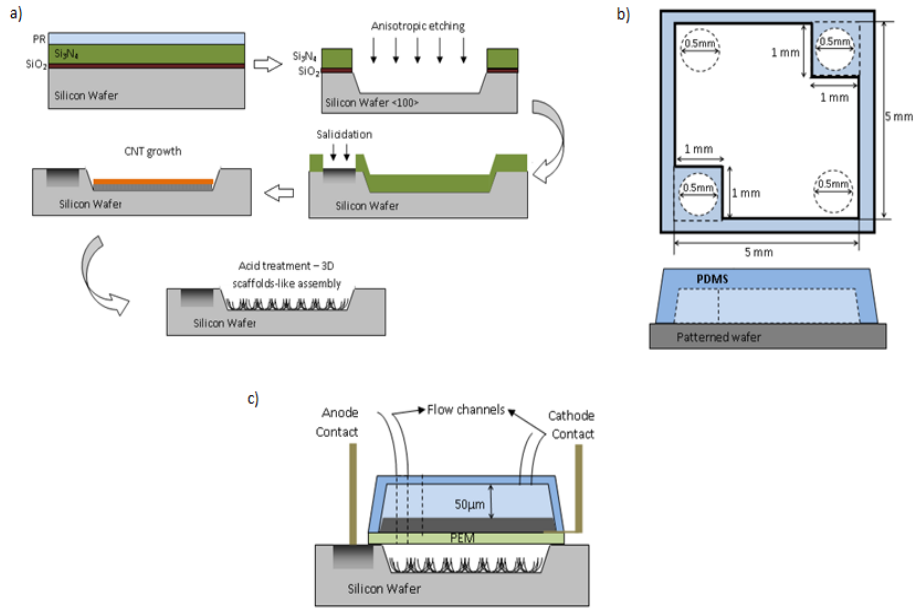 a)
PR
Si₃N₄
SiO₂
Silicon Wafer
Anisotropic etching
Si₃N₄
SiO₂
Silicon Wafer <100>
Salicidation
Silicon Wafer
CNT growth
Silicon Wafer
Acid treatment – 3D
scaffolds-like assembly
Silicon Wafer
b)
0.5mm
1 mm
0.5mm
1 mm
5 mm
1 mm
0.5mm
1 mm
0.5mm
5 mm
PDMS
Patterned wafer
c)
Anode
Contact
Flow channels
Cathode
Contact
50µm
PEM
Silicon Wafer